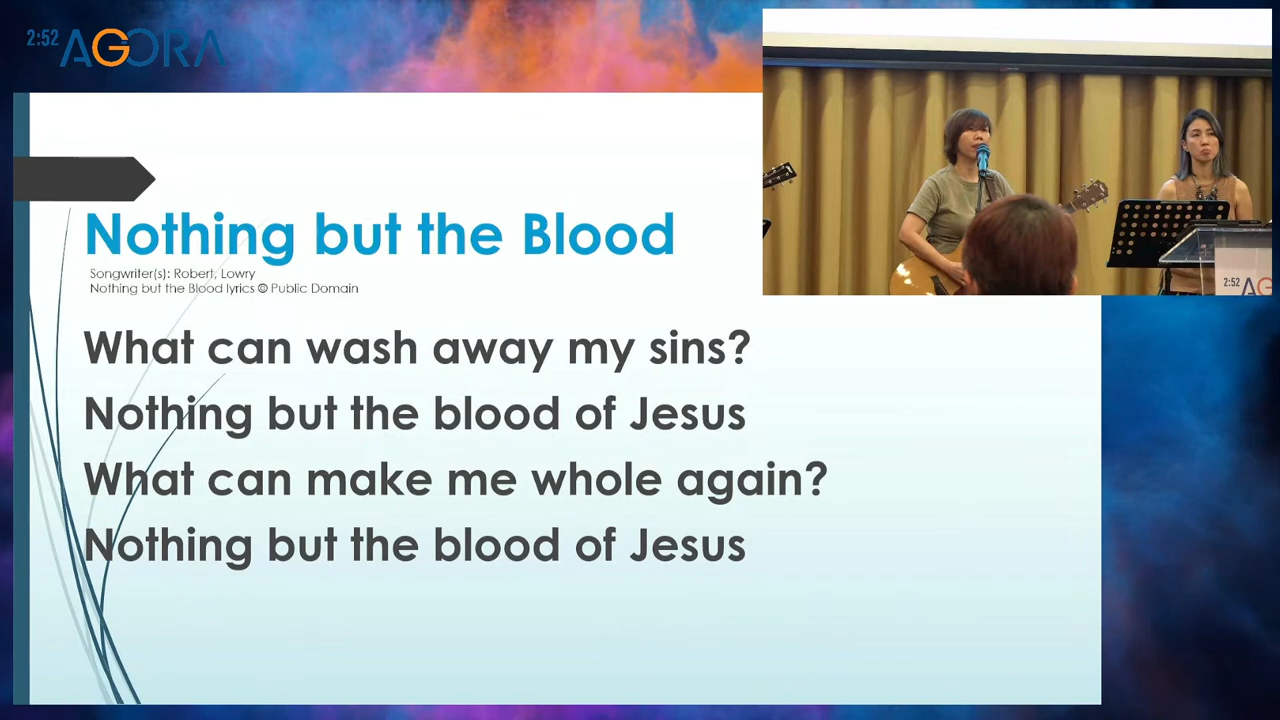 2:52 AGORA
Nothing but the Blood
Songwriter(s): Robert, Lowry
Nothing but the Blood lyrics © Public Domain
What can wash away my sins?
Nothing but the blood of Jesus
What can make me whole again?
Nothing but the blood of Jesus
2:52 AG